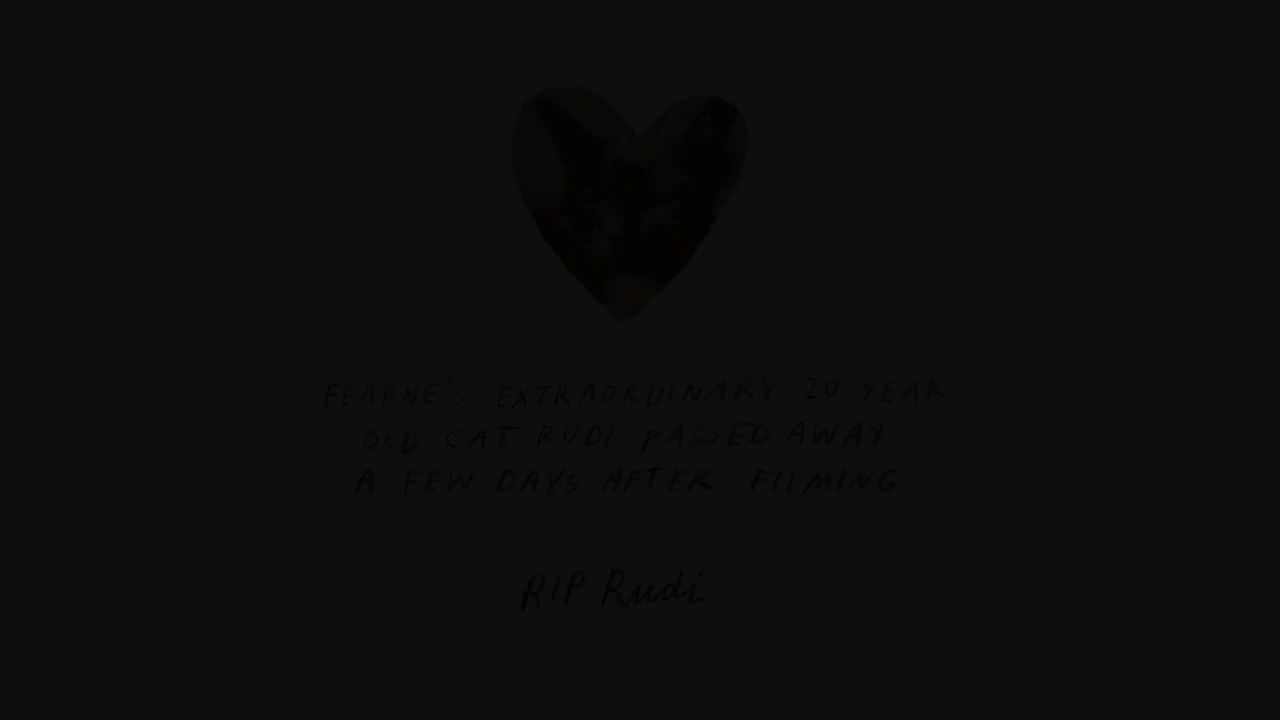 FEARNE'S EXTRAORDINARY 20 YEAR
OLD CAT RUDI PASSED AWAY
A FEW DAYS AFTER FILMING
RIP Rudi